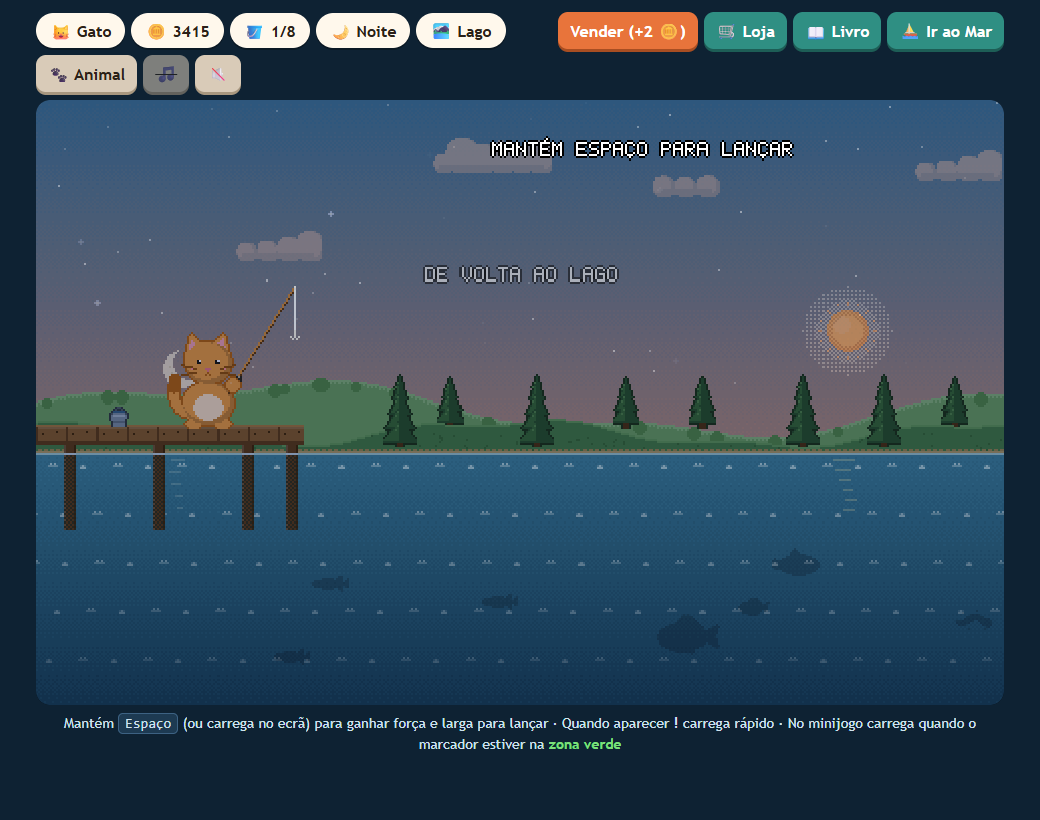 Gato
3415
1/8
Noite
Lago
Vender (+2 )
Loja
Livro
Ir ao Mar
Animal
MANTÉM ESPAÇO PARA LANÇAR
DE VOLTA AO LAGO
Mantém Espaço (ou carrega no ecrã) para ganhar força e larga para lançar · Quando aparecer ! carrega rápido · No minijogo carrega quando o
marcador estiver na zona verde